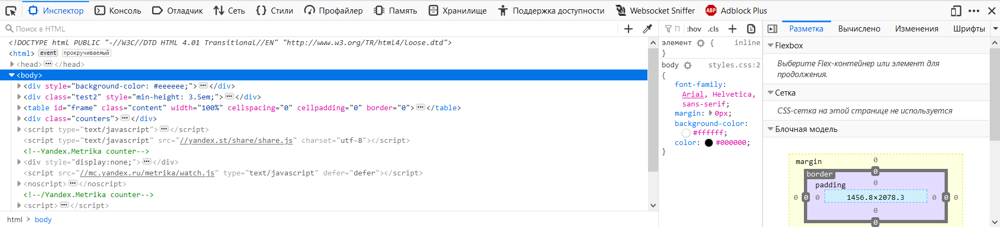 Инспектор Консоль Отладчик Сеть Стили Профайлер Память Хранилище Поддержка доступности Websocket Sniffer ABP Adblock Plus
Поиск в HTML
<!DOCTYPE html PUBLIC "-//W3C//DTD HTML 4.01 Transitional//EN" "http://www.w3.org/TR/html4/loose.dtd">
<html> event прокручиваемый
<head> ··· </head>
<body>
<div style="background-color: #eeeeee;"> ··· </div>
<div class="test2" style="min-height: 3.5em;"> ··· </div>
<table id="frame" class="content" width="100%" cellspacing="0" cellpadding="0" border="0"> ··· </table>
<div class="counters"> ··· </div>
<script type="text/javascript"> ··· </script>
<script type="text/javascript" src="//yandex.st/share/share.js" charset="utf-8"></script>
<!--Yandex.Metrika counter-->
<div style="display:none;"> ··· </div>
<script src="//mc.yandex.ru/metrika/watch.js" type="text/javascript" defer="defer"></script>
<noscript> ··· </noscript>
<!--/Yandex.Metrika counter-->
<script> ··· </script>
html > body
П :hov .cls
элемент { inline
}
body styles.css:2
{
font-family:
Arial, Helvetica,
sans-serif;
margin: 0px;
background-color:
#ffffff;
color: #000000;
}
Разметка Вычислено Изменения Шрифты
Flexbox
Выберите Flex-контейнер или элемент для
продолжения.
Сетка
CSS-сетка на этой странице не используется
Блочная модель
margin 0
border 0
padding 0
0 0 0 1456.8×2078.3 0 0 0
0
0